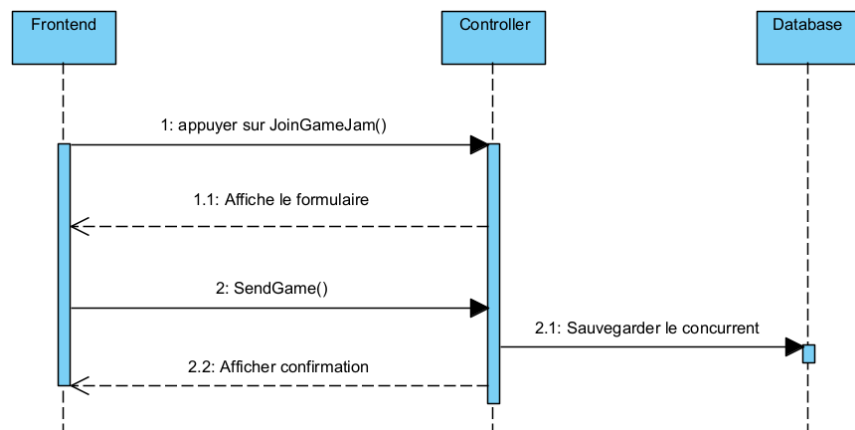 Frontend
Controller
Database
1: appuyer sur JoinGameJam()
1.1: Affiche le formulaire
2: SendGame()
2.1: Sauvegarder le concurrent
2.2: Afficher confirmation